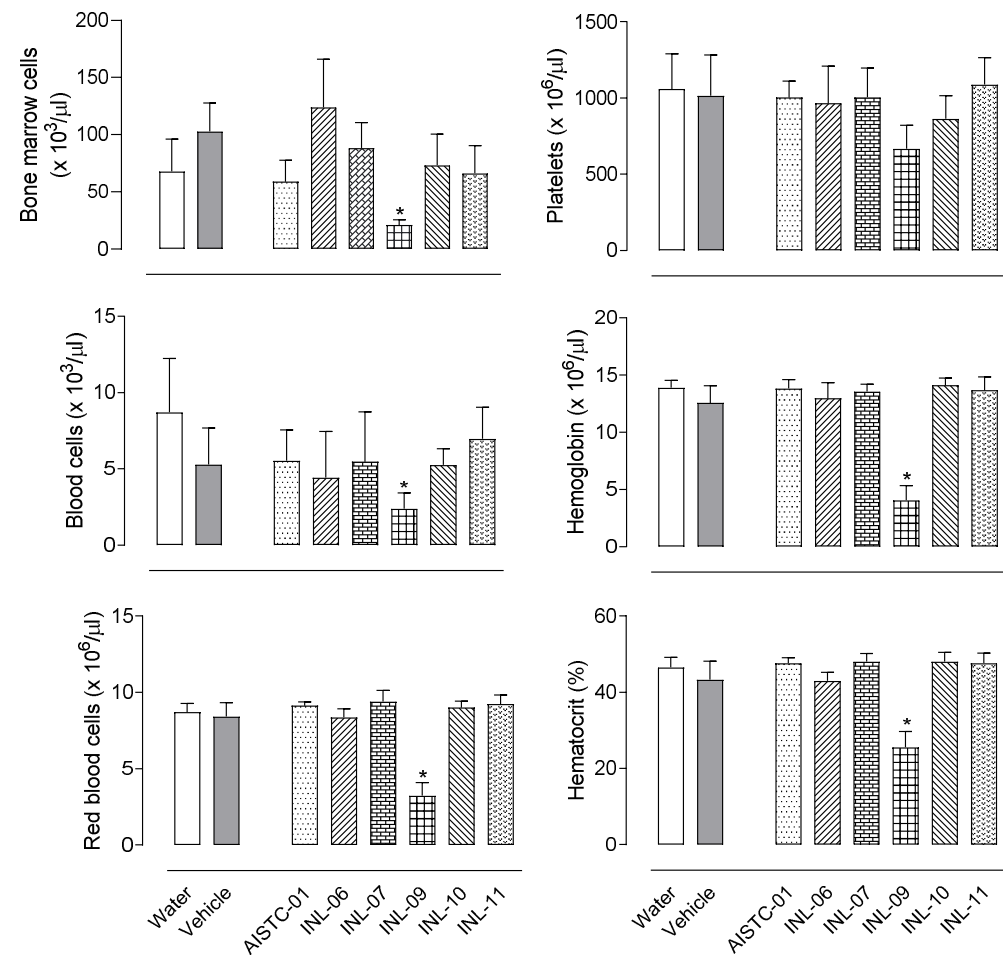 Bone marrow cells
(x 10³/µl)
200
150
100
50
0
*
Platelets (x 10⁶/µl)
1500
1000
500
0
Blood cells (x 10³/µl)
15
10
5
0
*
Hemoglobin (x 10⁶/µl)
20
15
10
5
0
*
Red blood cells (x 10⁶/µl)
15
10
5
0
*
Water
Vehicle
AISTC-01
INL-06
INL-07
INL-09
INL-10
INL-11
Hematocrit (%)
60
40
20
0
*
Water
Vehicle
AISTC-01
INL-06
INL-07
INL-09
INL-10
INL-11